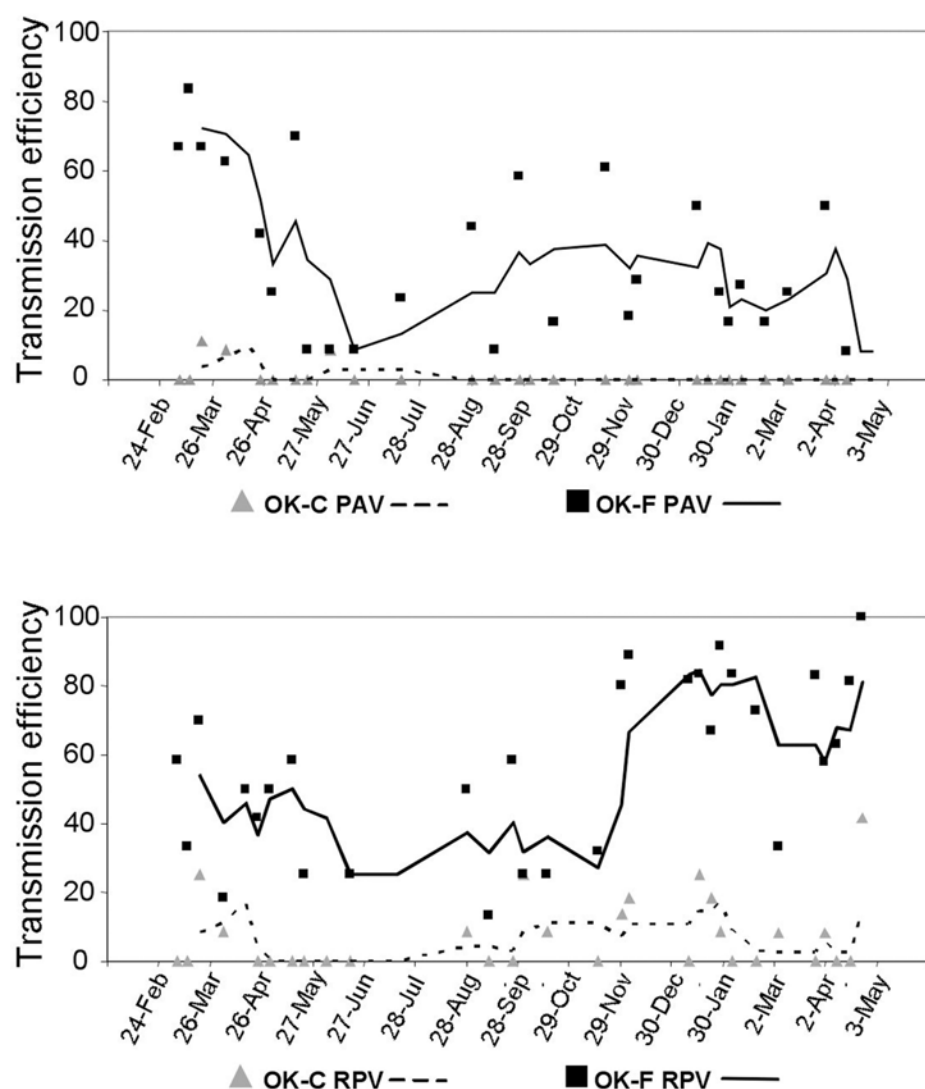 Transmission efficiency
100
80
60
40
20
0
24-Feb
26-Mar
26-Apr
27-May
27-Jun
28-Jul
28-Aug
28-Sep
29-Oct
29-Nov
30-Dec
30-Jan
2-Mar
2-Apr
3-May
OK-C PAV
OK-F PAV
Transmission efficiency
100
80
60
40
20
0
24-Feb
26-Mar
26-Apr
27-May
27-Jun
28-Jul
28-Aug
28-Sep
29-Oct
29-Nov
30-Dec
30-Jan
2-Mar
2-Apr
3-May
OK-C RPV
OK-F RPV